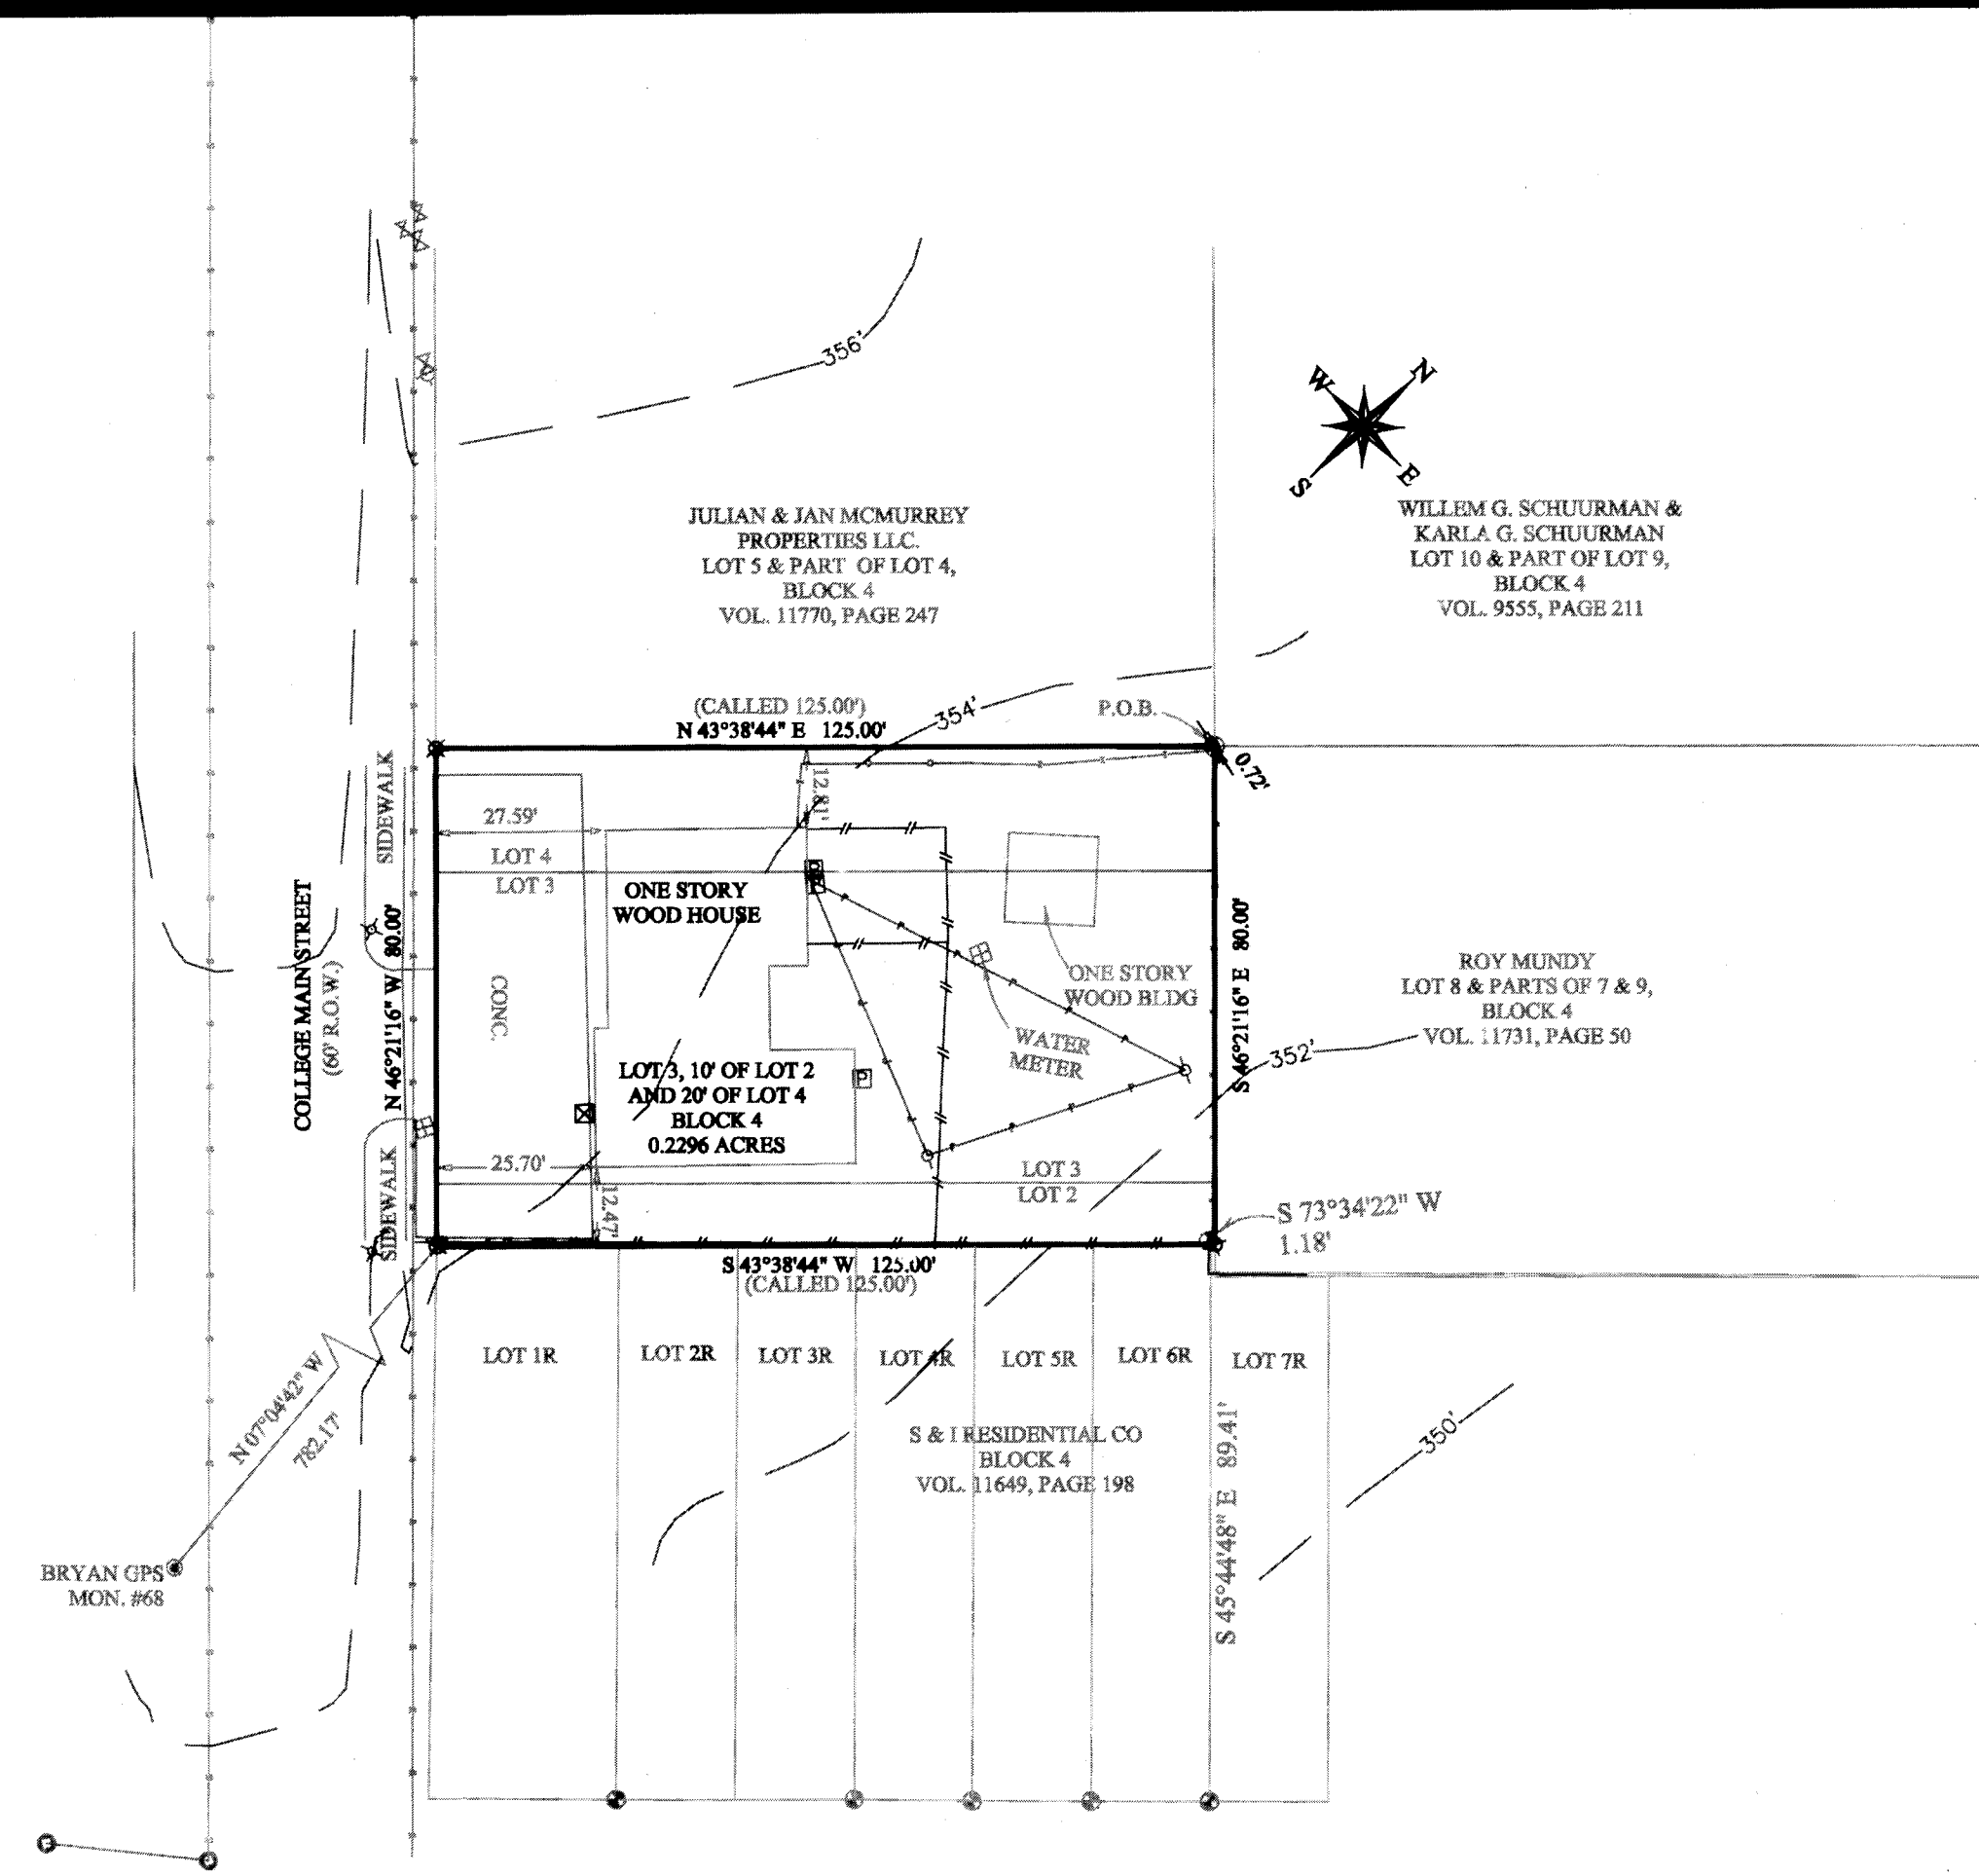 356'
W
N
S
E
JULIAN & JAN MCMURREY
PROPERTIES LLC.
LOT 5 & PART OF LOT 4,
BLOCK 4
VOL. 11770, PAGE 247
WILLEM G. SCHUURMAN &
KARLA G. SCHUURMAN
LOT 10 & PART OF LOT 9,
BLOCK 4
VOL. 9555, PAGE 211
(CALLED 125.00')
N 43°38'44" E 125.00'
354'
P.O.B.
0.72'
SIDEWALK
27.59'
12.81'
LOT 4
LOT 3
ONE STORY
WOOD HOUSE
COLLEGE MAIN STREET
(60' R.O.W.)
N 46°21'16" W 80.00'
CONC.
ONE STORY
WOOD BLDG
WATER
METER
S 46°21'16" E 80.00'
ROY MUNDY
LOT 8 & PARTS OF 7 & 9,
BLOCK 4
VOL. 11731, PAGE 50
352'
LOT 3, 10' OF LOT 2
AND 20' OF LOT 4
BLOCK 4
0.2296 ACRES
P
25.70'
12.47'
LOT 3
LOT 2
SIDEWALK
S 73°34'22" W
1.18'
S 43°38'44" W 125.00'
(CALLED 125.00')
LOT 1R
LOT 2R
LOT 3R
LOT 4R
LOT 5R
LOT 6R
LOT 7R
N 07°04'42" W
782.17'
S & I RESIDENTIAL CO
BLOCK 4
VOL. 11649, PAGE 198
S 45°44'48" E 89.41'
350'
BRYAN GPS
MON. #68